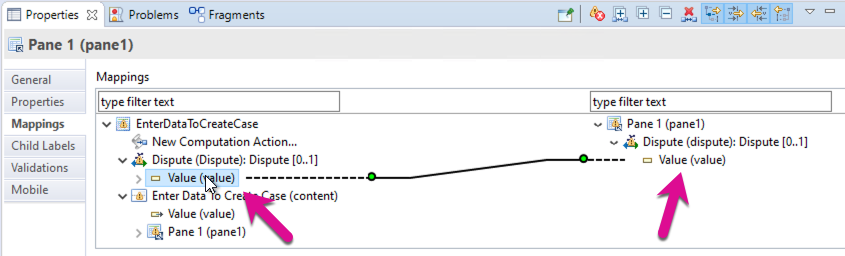 Properties Problems Fragments
Pane 1 (pane1)
General
Properties
Mappings
Child Labels
Validations
Mobile
Mappings
type filter text
type filter text
EnterDataToCreateCase
New Computation Action...
Dispute (Dispute): Dispute [0..1]
Value (value)
Enter Data To Create Case (content)
Value (value)
Pane 1 (pane1)
Pane 1 (pane1)
Dispute (dispute): Dispute [0..1]
Value (value)